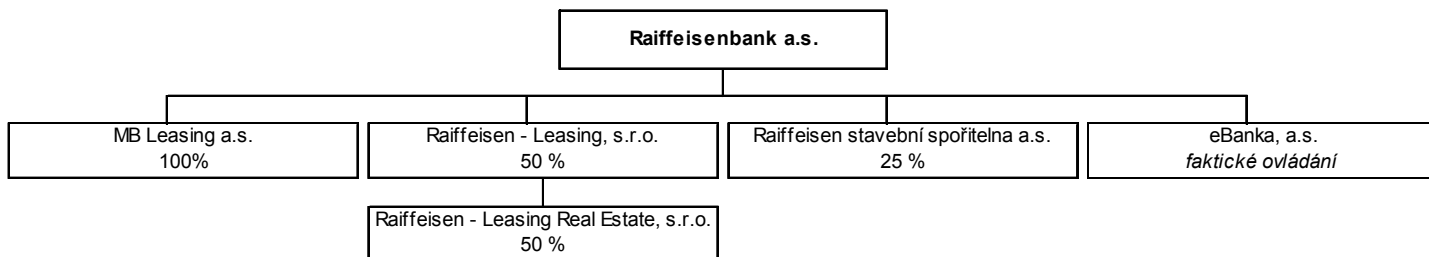 Raiffeisenbank a.s.
MB Leasing a.s.
100%
Raiffeisen - Leasing, s.r.o.
50 %
Raiffeisen stavební spořitelna a.s.
25 %
eBanka, a.s.
faktické ovládání
Raiffeisen - Leasing Real Estate, s.r.o.
50 %